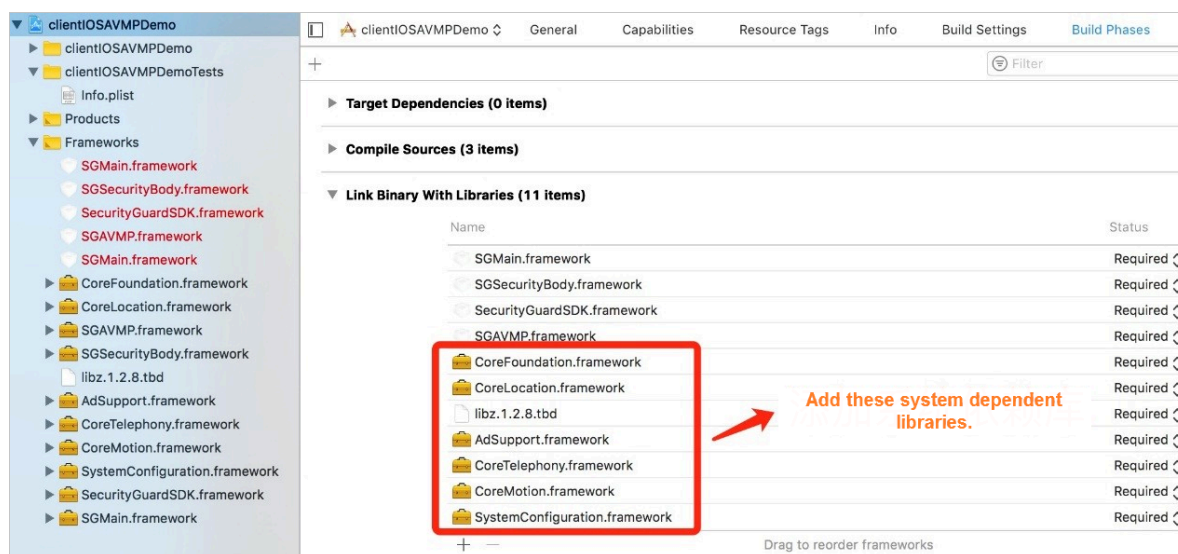 clientIOSAVMPDemo
clientIOSAVMPDemo
clientIOSAVMPDemoTests
Info.plist
Products
Frameworks
SGMain.framework
SGSecurityBody.framework
SecurityGuardSDK.framework
SGAVMP.framework
SGMain.framework
CoreFoundation.framework
CoreLocation.framework
SGAVMP.framework
SGSecurityBody.framework
libz.1.2.8.tbd
AdSupport.framework
CoreTelephony.framework
CoreMotion.framework
SystemConfiguration.framework
SecurityGuardSDK.framework
SGMain.framework
clientIOSAVMPDemo General Capabilities Resource Tags Info Build Settings Build Phases
+ Filter
Target Dependencies (0 items)
Compile Sources (3 items)
Link Binary With Libraries (11 items)
Name Status
SGMain.framework Required
SGSecurityBody.framework Required
SecurityGuardSDK.framework Required
SGAVMP.framework Required
CoreFoundation.framework Required
CoreLocation.framework Required
libz.1.2.8.tbd Required
AdSupport.framework Required
CoreTelephony.framework Required
CoreMotion.framework Required
SystemConfiguration.framework Required
Add these system dependent
libraries.
+ − Drag to reorder frameworks